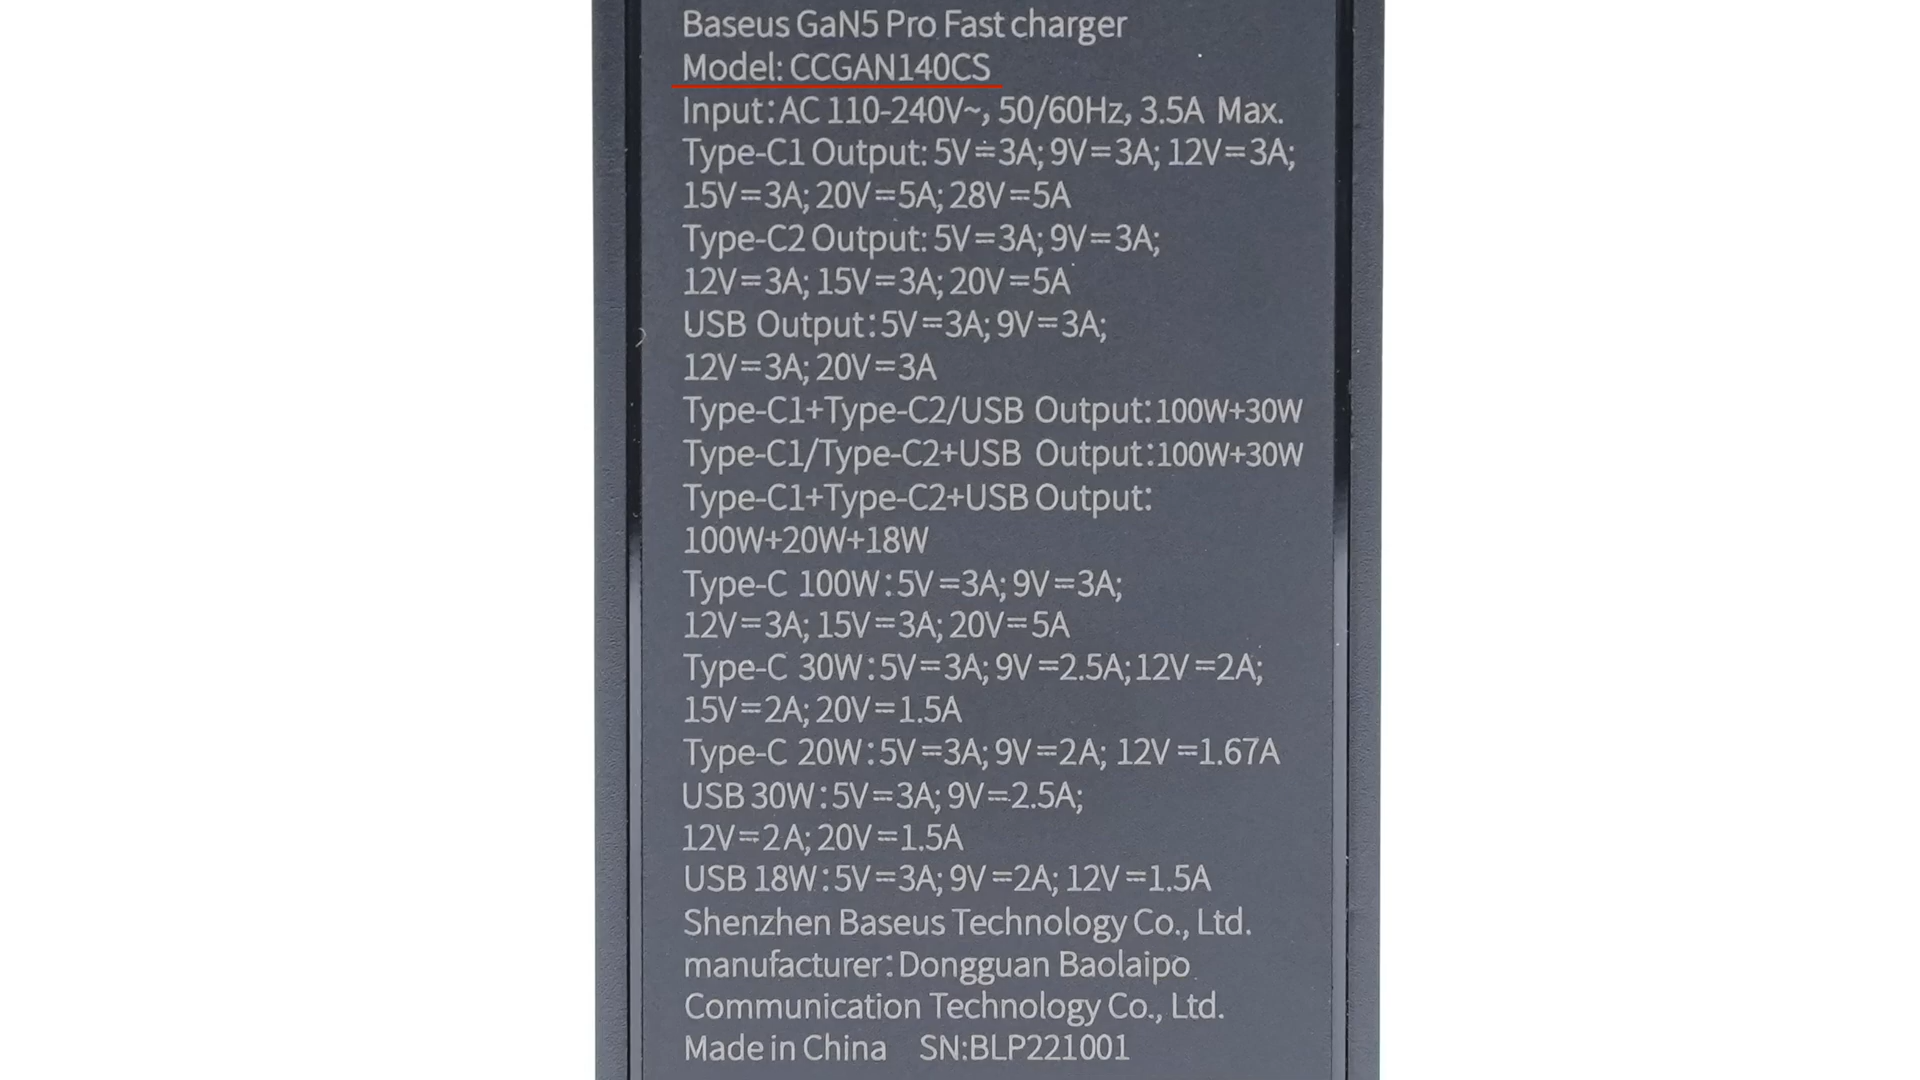 Baseus GaN5 Pro Fast charger
Model: CCGAN140CS
Input: AC 110-240V~, 50/60Hz, 3.5A Max.
Type-C1 Output: 5V⎓3A; 9V⎓3A; 12V⎓3A;
15V⎓3A; 20V⎓5A; 28V⎓5A
Type-C2 Output: 5V⎓3A; 9V⎓3A;
12V⎓3A; 15V⎓3A; 20V⎓5A
USB Output: 5V⎓3A; 9V⎓3A;
12V⎓3A; 20V⎓3A
Type-C1+Type-C2/USB Output: 100W+30W
Type-C1/Type-C2+USB Output: 100W+30W
Type-C1+Type-C2+USB Output:
100W+20W+18W
Type-C 100W: 5V⎓3A; 9V⎓3A;
12V⎓3A; 15V⎓3A; 20V⎓5A
Type-C 30W: 5V⎓3A; 9V⎓2.5A; 12V⎓2A;
15V⎓2A; 20V⎓1.5A
Type-C 20W: 5V⎓3A; 9V⎓2A; 12V⎓1.67A
USB 30W: 5V⎓3A; 9V⎓2.5A;
12V⎓2A; 20V⎓1.5A
USB 18W: 5V⎓3A; 9V⎓2A; 12V⎓1.5A
Shenzhen Baseus Technology Co., Ltd.
manufacturer: Dongguan Baolaipo
Communication Technology Co., Ltd.
Made in China SN:BLP221001